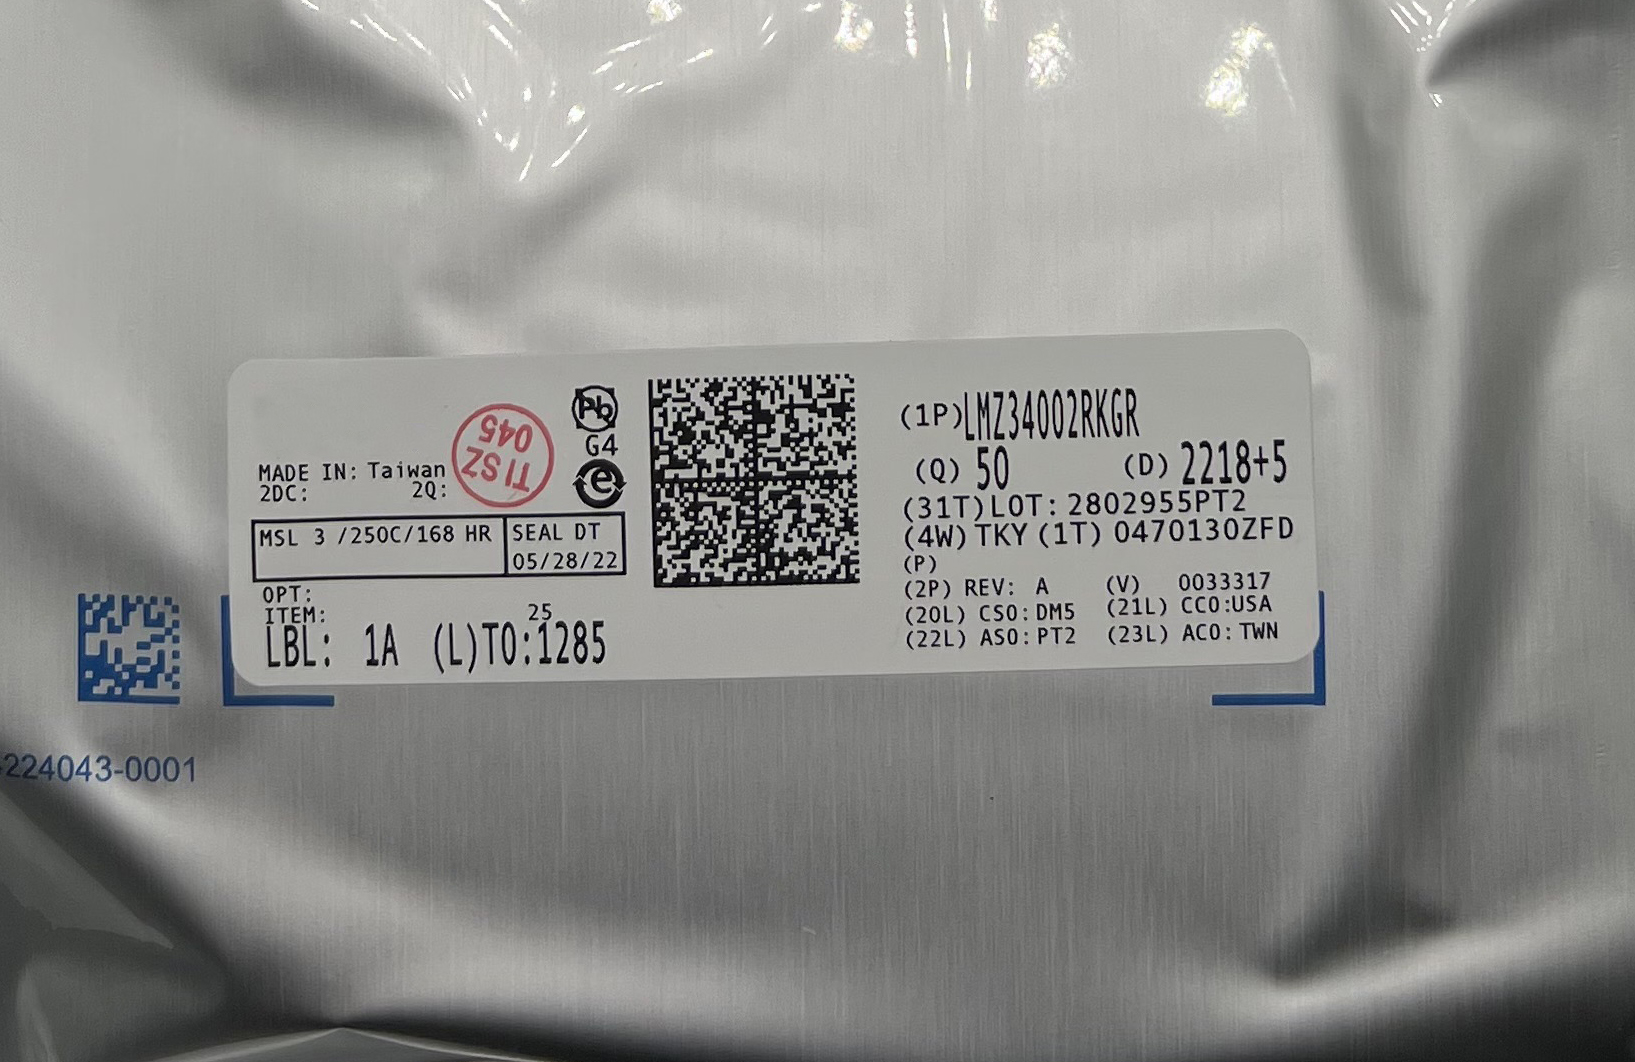 MADE IN: Taiwan
2DC: 2Q:
TI SZ
045
Pb
G4
e
MSL 3 /250C/168 HR
SEAL DT
05/28/22
OPT:
ITEM:
25
LBL: 1A (L)TO:1285
(1P)LMZ34002RKGR
(Q) 50 (D) 2218+5
(31T)LOT: 2802955PT2
(4W) TKY (1T) 0470130ZFD
(P)
(2P) REV: A (V) 0033317
(20L) CSO: DM5 (21L) CCO:USA
(22L) ASO: PT2 (23L) ACO: TWN
224043-0001